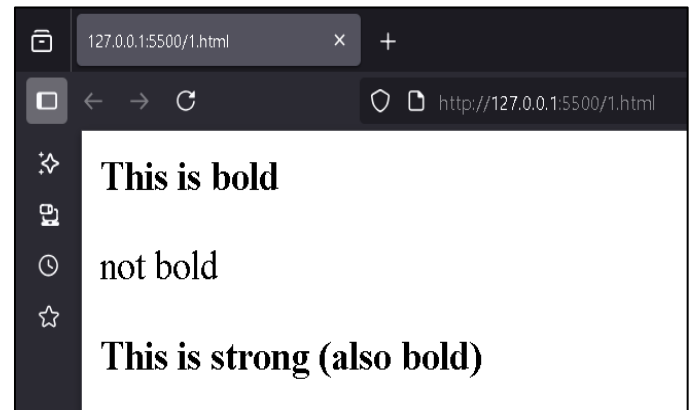 127.0.0.1:5500/1.html
http://127.0.0.1:5500/1.html
This is bold
not bold
This is strong (also bold)